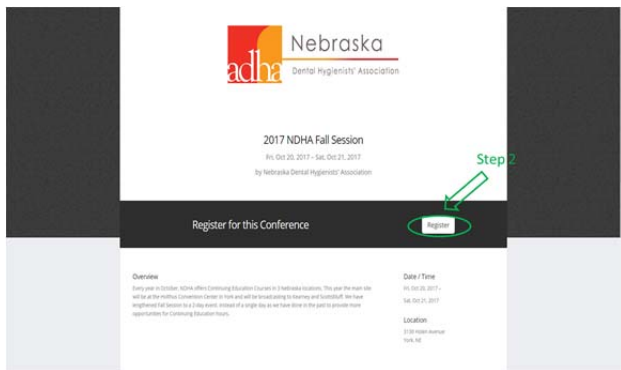 adha
Nebraska
Dental Hygienists' Association
2017 NDHA Fall Session
Fri, Oct 20, 2017 – Sat, Oct 21, 2017
by Nebraska Dental Hygienists' Association
Step 2
Register for this Conference
Register
Overview
Every year in October, NDHA offers Continuing Education Courses in 3 Nebraska locations. This year the main site
will be at the Holthus Convention Center in York and will be broadcasting to Kearney and Scottsbluff. We have
lengthened Fall Session to a 2-day event, instead of a single day as we have done in the past to provide more
opportunities for Continuing Education hours.
Date / Time
Fri, Oct 20, 2017 –
Sat, Oct 21, 2017
Location
3130 Holen Avenue
York, NE